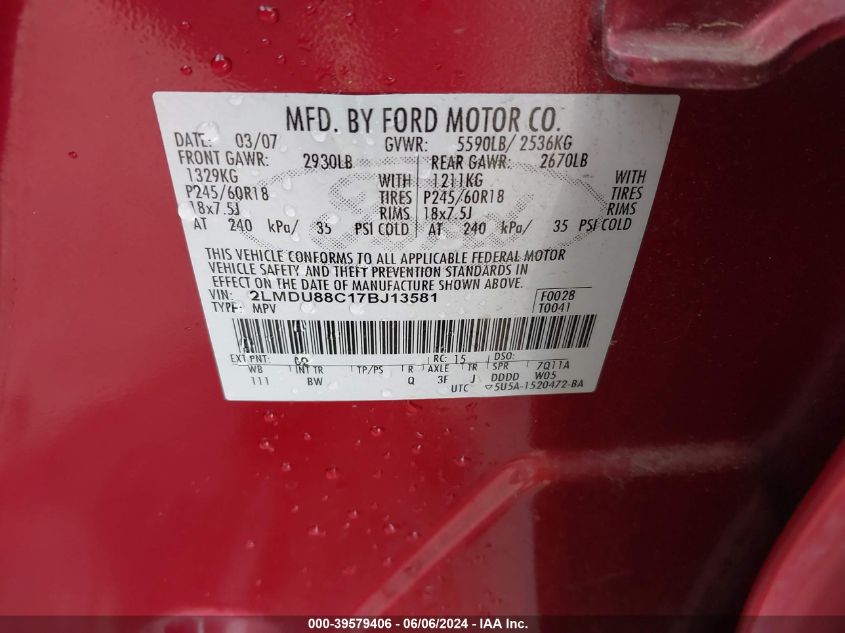 MFD. BY FORD MOTOR CO.
DATE: 03/07 GVWR: 5590LB/ 2536KG
FRONT GAWR: 2930LB REAR GAWR: 2670LB
1329KG WITH 1211KG WITH
P245/60R18 TIRES P245/60R18 TIRES
18x7.5J RIMS 18x7.5J RIMS
AT 240 kPa/ 35 PSI COLD AT 240 kPa/ 35 PSI COLD
THIS VEHICLE CONFORMS TO ALL APPLICABLE FEDERAL MOTOR
VEHICLE SAFETY AND THEFT PREVENTION STANDARDS IN
EFFECT ON THE DATE OF MANUFACTURE SHOWN ABOVE.
VIN: 2LMDU88C17BJ13581 F0028
TYPE: MPV T0041
EXT PNT: RC: 15 DSO:
WB INT TR TP/PS R AXLE TR SPR 7Q11A
111 BW Q 3F J DDDD W05
UTC 5U5A-1520472-BA
000-39579406 - 06/06/2024 - IAA Inc.